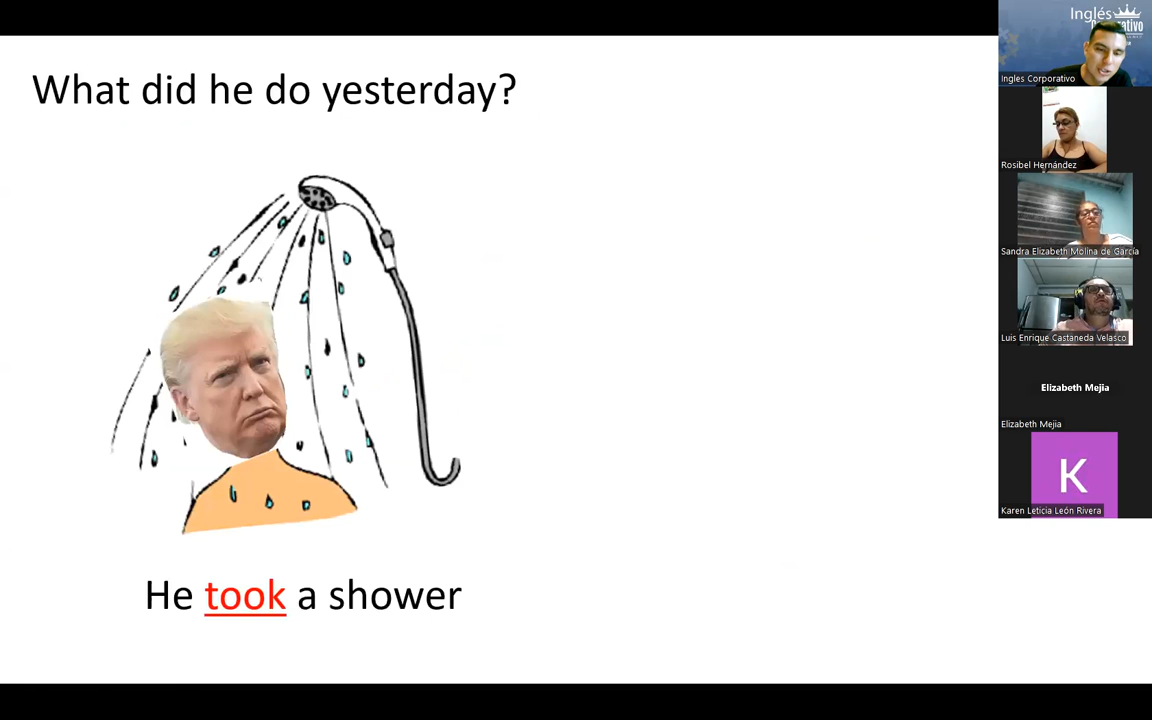 What did he do yesterday?
He took a shower
Inglés
Ingles Corporativo
Rosibel Hernández
Sandra Elizabeth Molina de García
Luis Enrique Castaneda Velasco
Elizabeth Mejia
Elizabeth Mejia
K
Karen Leticia León Rivera